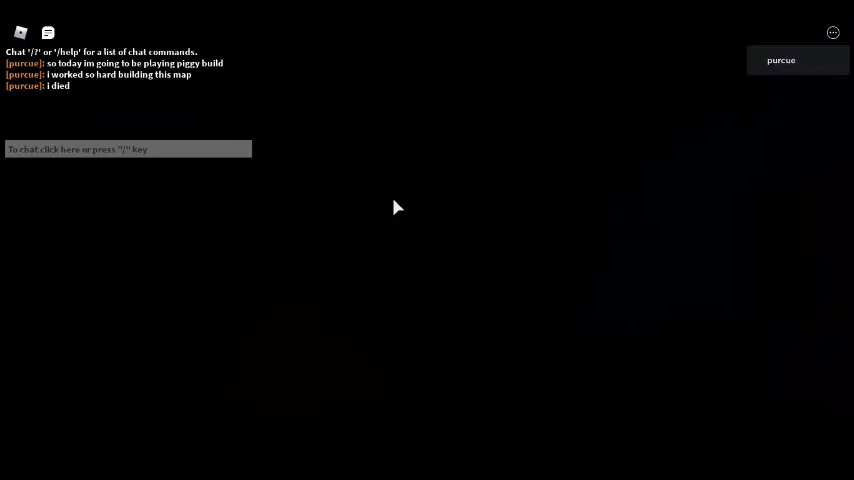 Chat '/?' or '/help' for a list of chat commands.
[purcue]: so today im going to be playing piggy build
[purcue]: i worked so hard building this map
[purcue]: i died
purcue
To chat click here or press "/" key